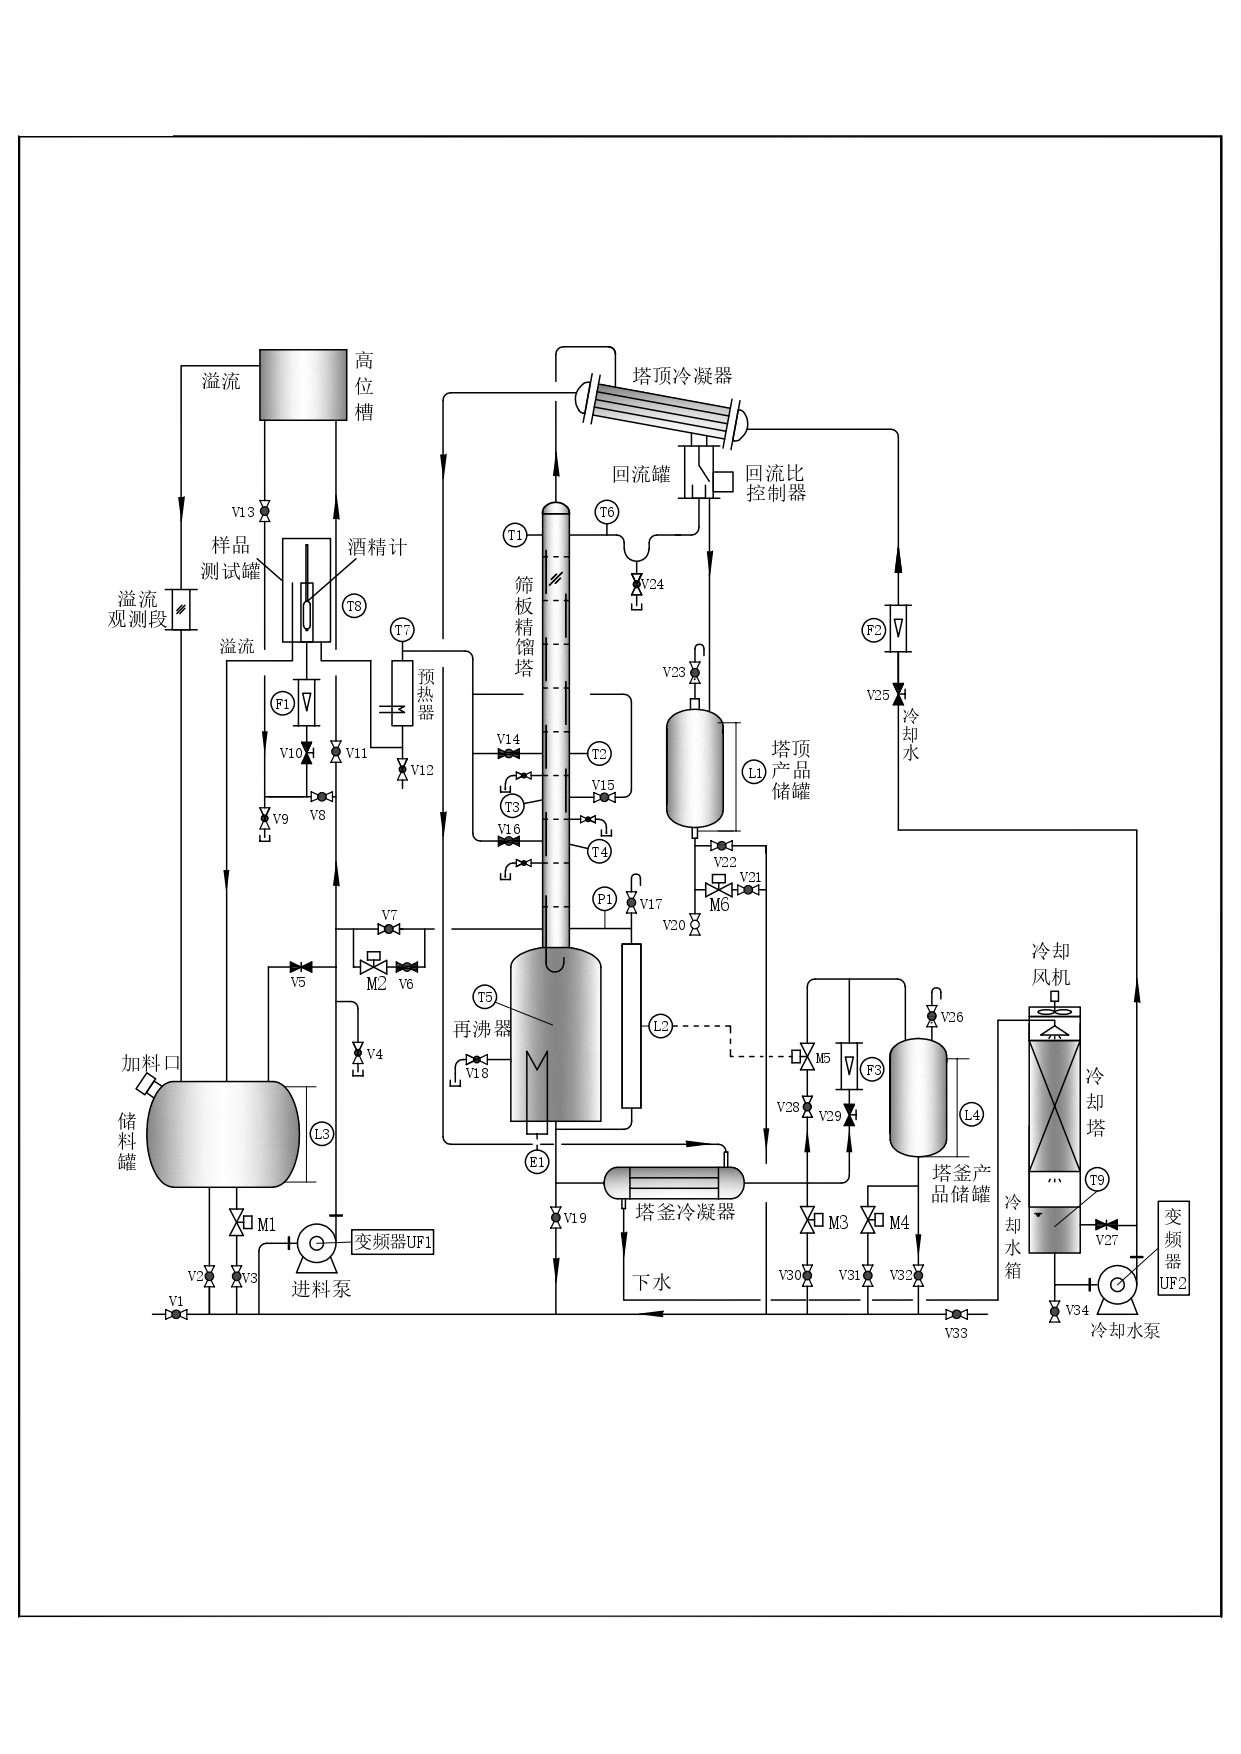 高
位
槽
溢流
塔顶冷凝器
回流罐
回流比
控制器
V13
样品
测试罐
酒精计
T1
T6
V24
筛
板
精
馏
塔
溢流
观测段
T8
溢流
T7
预
热
器
F2
V25
冷
却
水
F1
V10
V11
V12
V23
V14
T2
V15
T3
V16
T4
L1
塔顶
产品
储罐
V9
V8
V22
V21
M6
V20
V7
P1
V17
M2
V6
V5
V4
T5
再沸器
V18
L2
M5
F3
V28
V29
V26
L4
冷却
风机
冷
却
塔
加料口
储
料
罐
L3
E1
塔釜产
品储罐
T9
冷
却
水
箱
M1
V2
V3
V1
变频器UF1
进料泵
V19
塔釜冷凝器
下水
M3
M4
V30
V31
V32
V33
V27
变
频
器
UF2
V34
冷却水泵